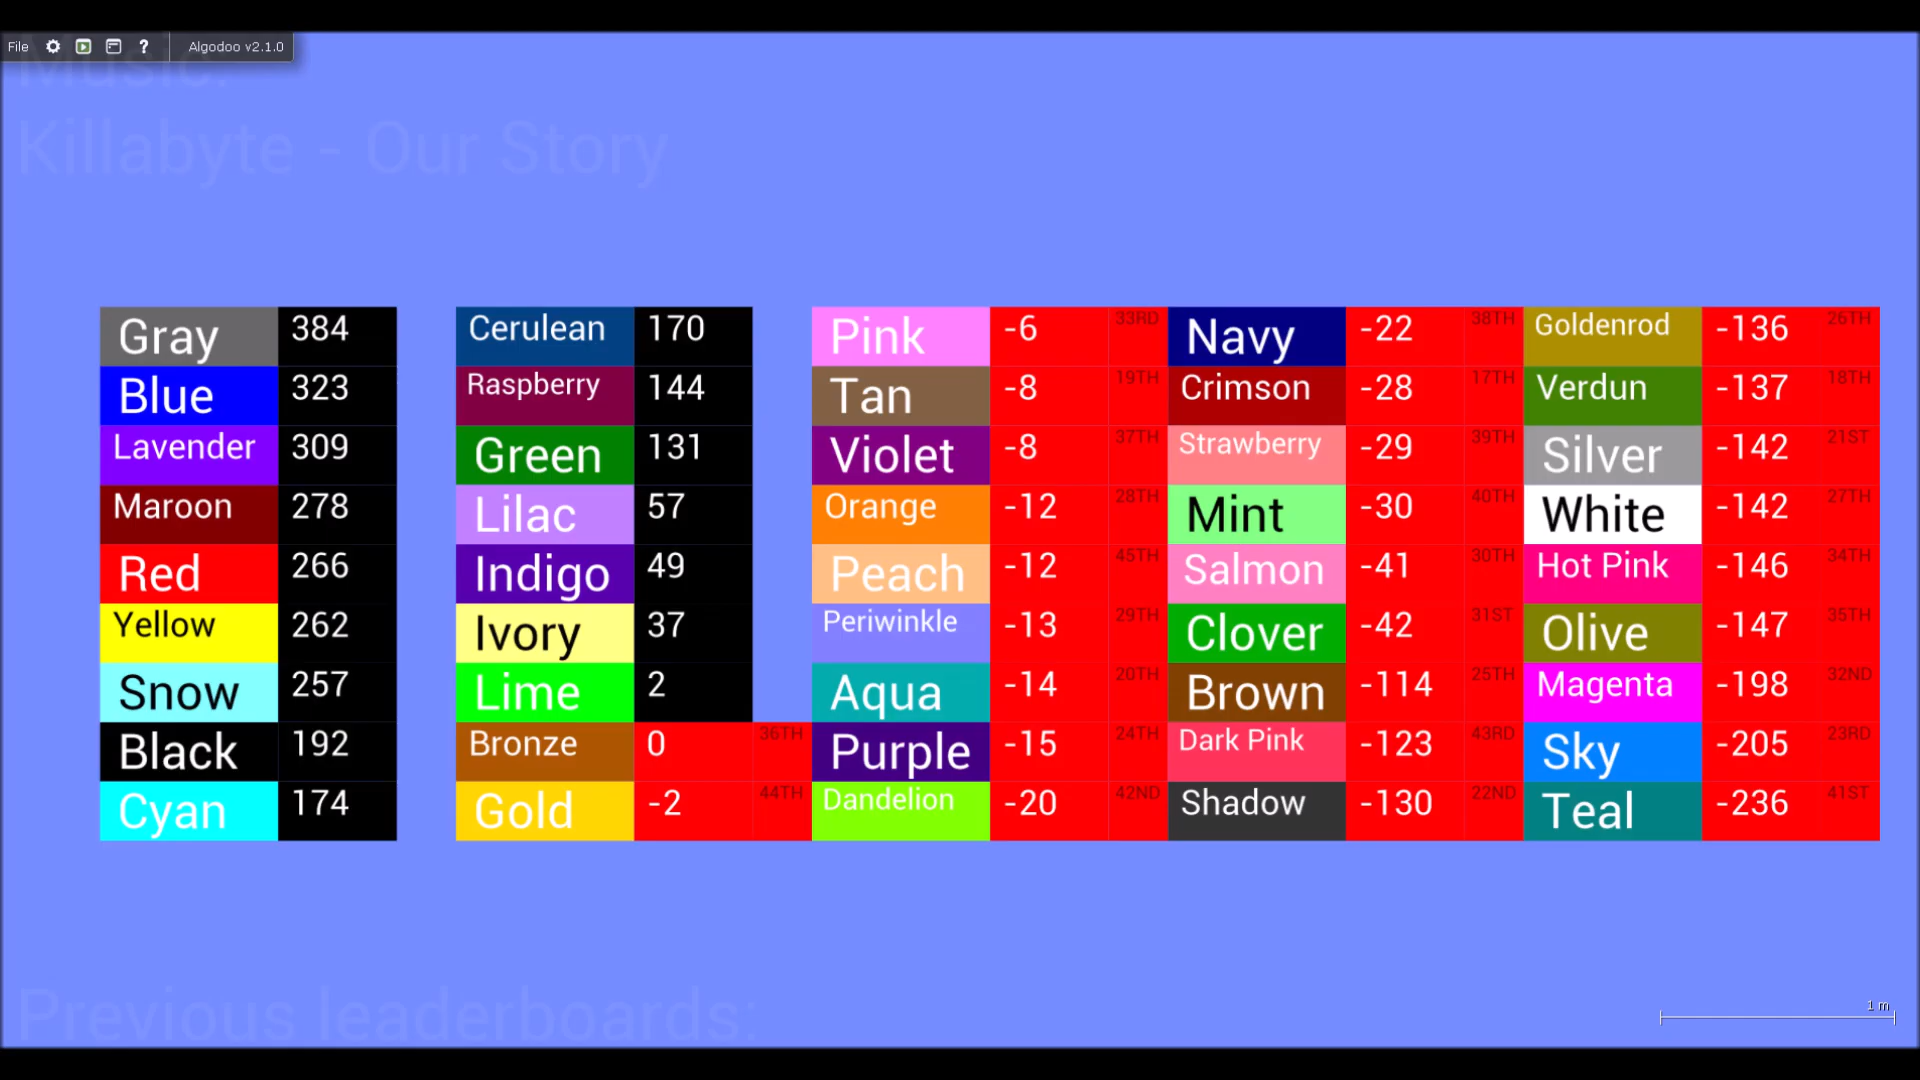 File ? Algodoo v2.1.0
Music:
Killabyte - Our Story
Gray 384
Blue 323
Lavender 309
Maroon 278
Red 266
Yellow 262
Snow 257
Black 192
Cyan 174
Cerulean 170
Raspberry 144
Green 131
Lilac 57
Indigo 49
Ivory 37
Lime 2
Bronze 0 36TH
Gold -2 44TH
Pink -6 33RD
Tan -8 19TH
Violet -8 37TH
Orange -12 28TH
Peach -12 45TH
Periwinkle -13 29TH
Aqua -14 20TH
Purple -15 24TH
Dandelion -20 42ND
Navy -22 38TH
Crimson -28 17TH
Strawberry -29 39TH
Mint -30 40TH
Salmon -41 30TH
Clover -42 31ST
Brown -114 25TH
Dark Pink -123 43RD
Shadow -130 22ND
Goldenrod -136 26TH
Verdun -137 18TH
Silver -142 21ST
White -142 27TH
Hot Pink -146 34TH
Olive -147 35TH
Magenta -198 32ND
Sky -205 23RD
Teal -236 41ST
Previous leaderboards:
1 m